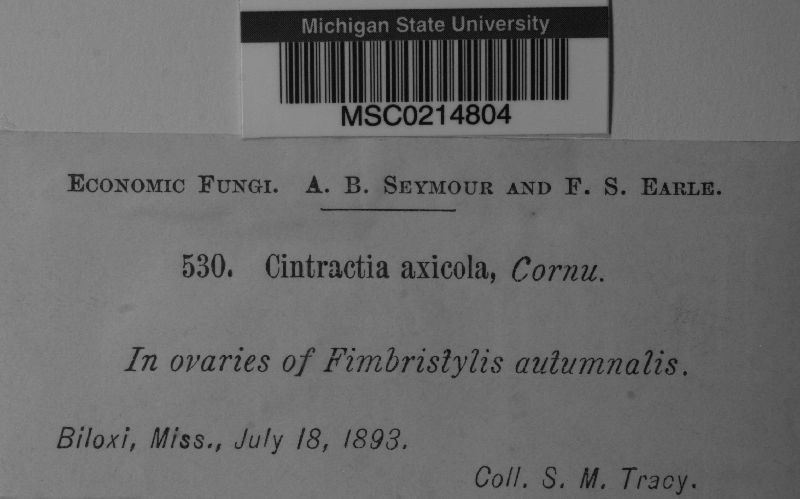 Michigan State University
MSC0214804
ECONOMIC FUNGI. A. B. SEYMOUR AND F. S. EARLE.
530. Cintractia axicola, Cornu.
In ovaries of Fimbristylis autumnalis.
Biloxi, Miss., July 18, 1893.
Coll. S. M. Tracy.